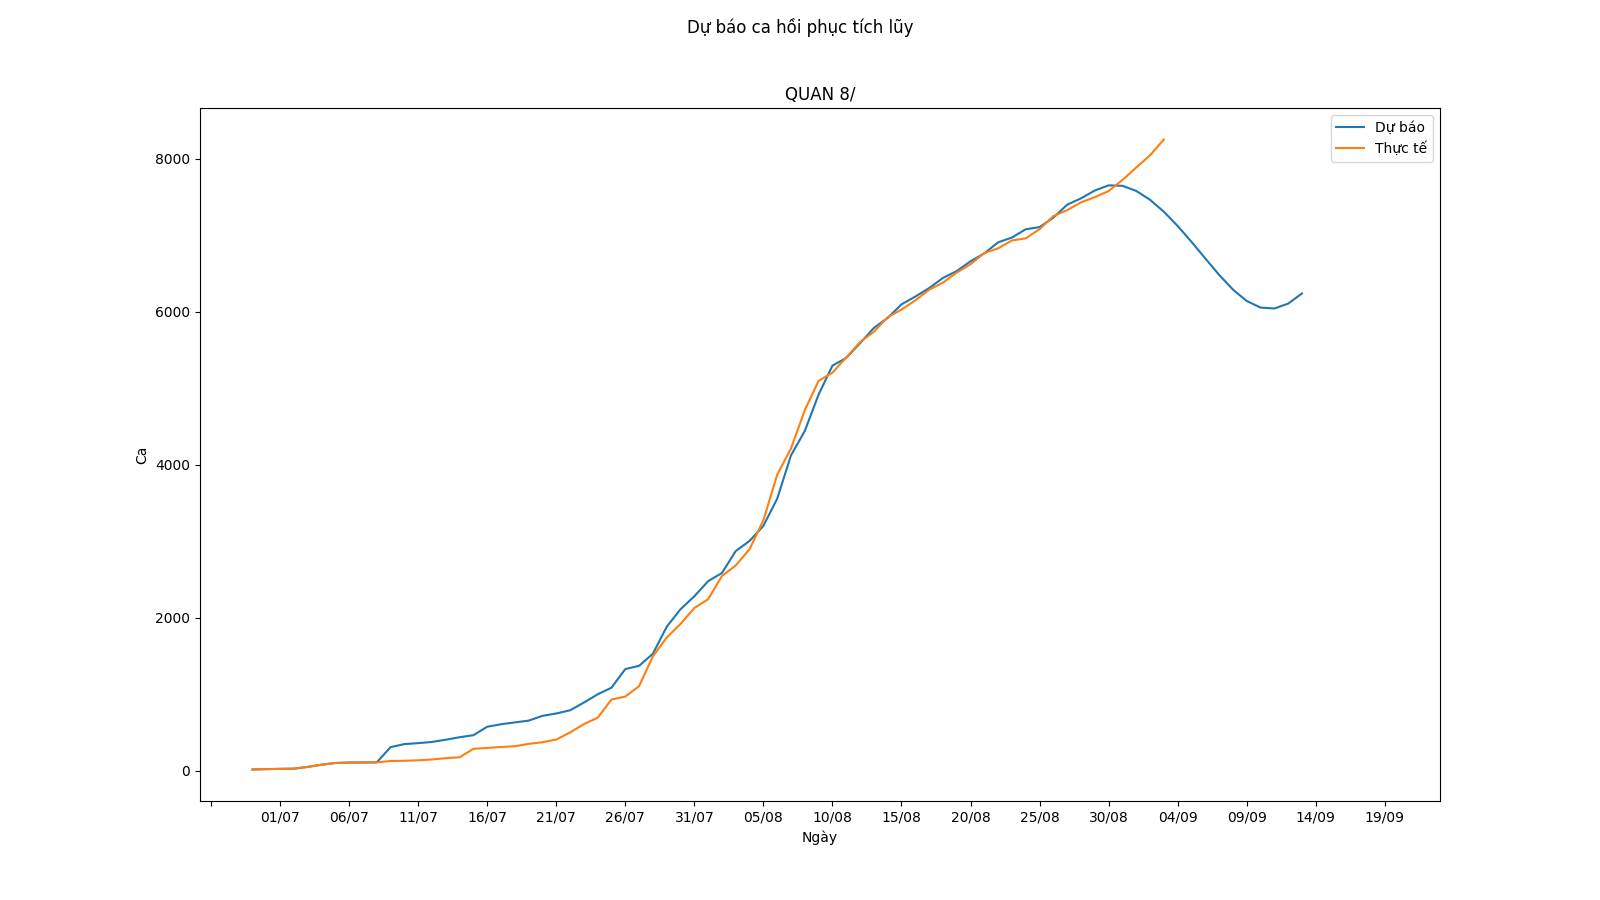 Dự báo ca hồi phục tích lũy
QUAN 8/
Dự báo
Thực tế
8000
6000
4000
2000
0
Ca
01/07 06/07 11/07 16/07 21/07 26/07 31/07 05/08 10/08 15/08 20/08 25/08 30/08 04/09 09/09 14/09 19/09
Ngày